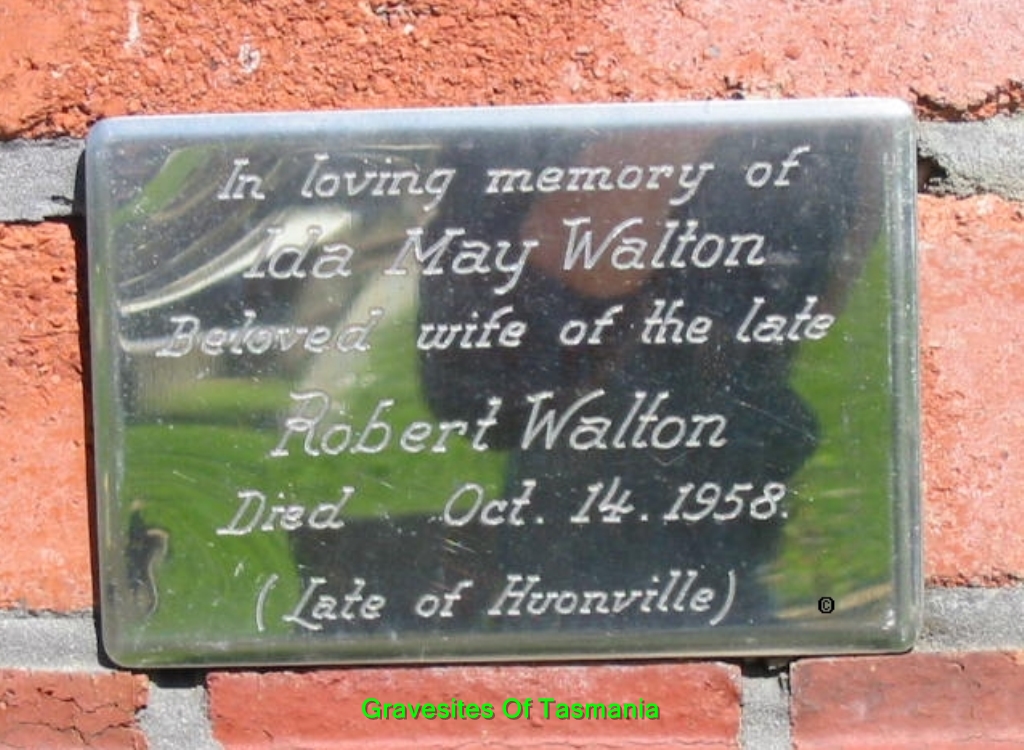 In loving memory of
Ida May Walton
Beloved wife of the late
Robert Walton
Died Oct. 14. 1958.
(Late of Huonville)
©
Gravesites Of Tasmania